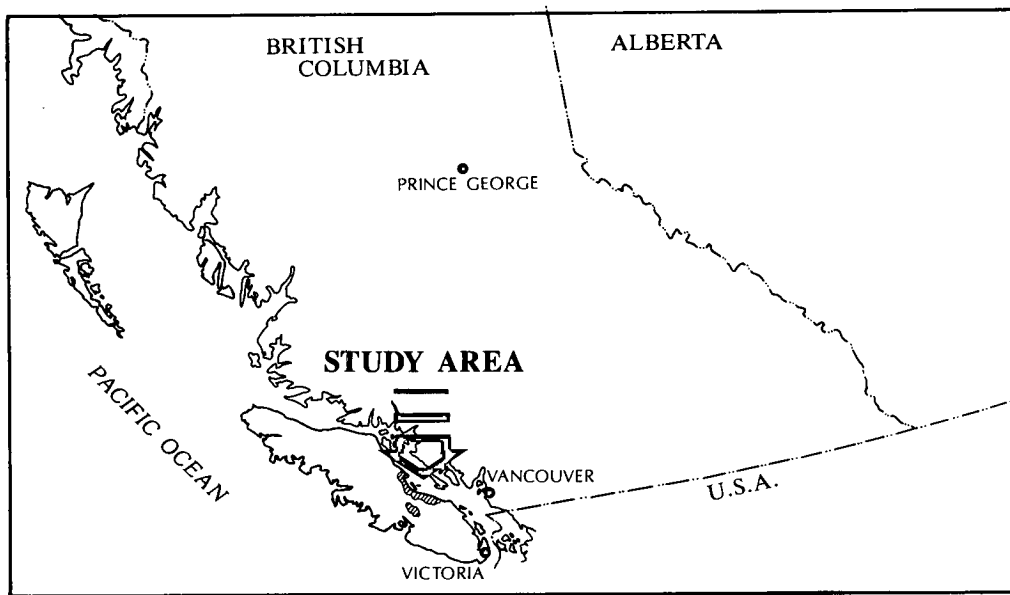 BRITISH
COLUMBIA
ALBERTA
PRINCE GEORGE
STUDY AREA
PACIFIC OCEAN
VANCOUVER
U.S.A.
VICTORIA